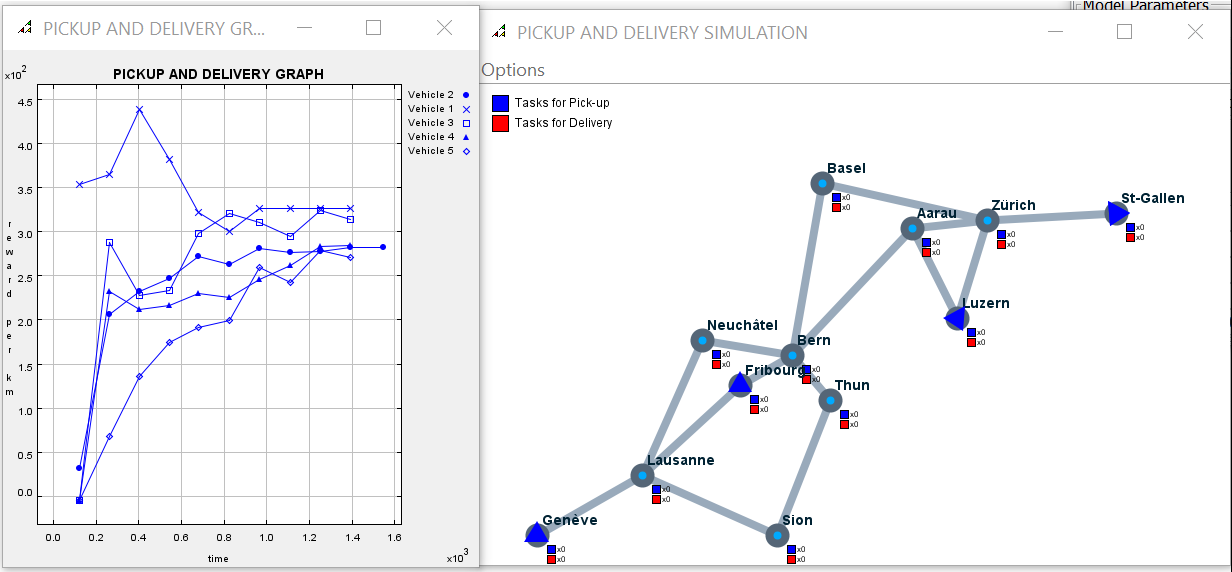 PICKUP AND DELIVERY GR...
PICKUP AND DELIVERY GRAPH
x10^2
4.5
4.0
3.5
3.0
2.5
2.0
1.5
1.0
0.5
0.0
reward per km
0.0 0.2 0.4 0.6 0.8 1.0 1.2 1.4 1.6
time
x10^3
Vehicle 2
Vehicle 1
Vehicle 3
Vehicle 4
Vehicle 5
Model Parameters
PICKUP AND DELIVERY SIMULATION
Options
Tasks for Pick-up
Tasks for Delivery
Basel
x0
x0
St-Gallen
x0
x0
Zürich
x0
x0
Aarau
x0
x0
Luzern
x0
x0
Neuchâtel
x0
x0
Bern
x0
x0
Fribourg
x0
x0
Thun
x0
x0
Lausanne
x0
x0
Genève
x0
x0
Sion
x0
x0